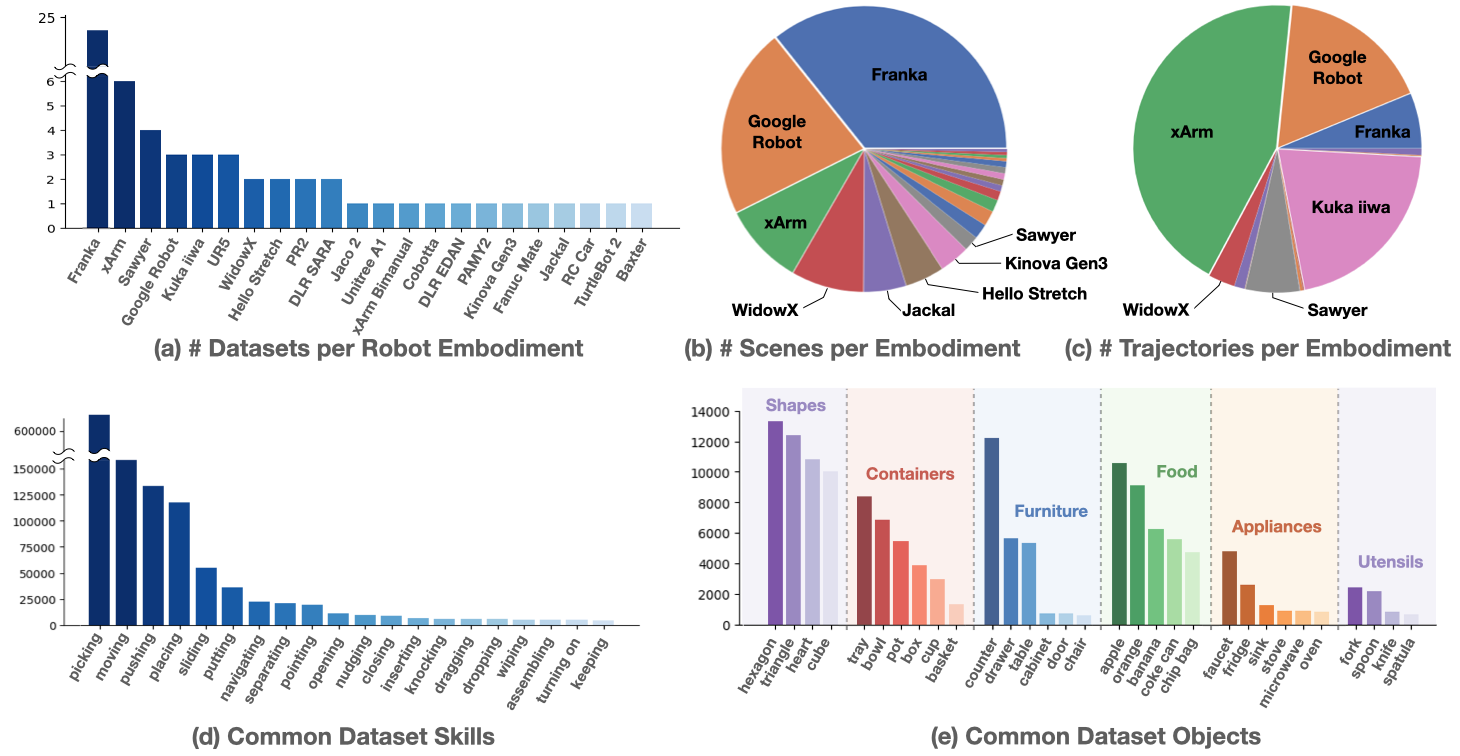 25
6
5
4
3
2
1
0
Franka
xArm
Sawyer
Google Robot
Kuka iiwa
UR5
WidowX
Hello Stretch
PR2
DLR SARA
Jaco 2
Unitree A1
xArm Bimanual
Cobotta
DLR EDAN
PAMY2
Kinova Gen3
Fanuc Mate
Jackal
RC Car
TurtleBot 2
Baxter
(a) # Datasets per Robot Embodiment
Franka
Google
Robot
xArm
WidowX
Jackal
Hello Stretch
Kinova Gen3
Sawyer
(b) # Scenes per Embodiment
Google
Robot
xArm
Franka
Kuka iiwa
WidowX
Sawyer
(c) # Trajectories per Embodiment
600000
150000
125000
100000
75000
50000
25000
0
picking
moving
pushing
placing
sliding
putting
navigating
separating
pointing
opening
nudging
closing
inserting
knocking
dragging
dropping
wiping
assembling
turning on
keeping
(d) Common Dataset Skills
14000
12000
10000
8000
6000
4000
2000
0
Shapes
Containers
Furniture
Food
Appliances
Utensils
hexagon
triangle
heart
cube
tray
bowl
pot
box
cup
basket
counter
drawer
table
cabinet
door
chair
apple
orange
banana
coke can
chip bag
faucet
fridge
sink
stove
microwave
oven
fork
spoon
knife
spatula
(e) Common Dataset Objects